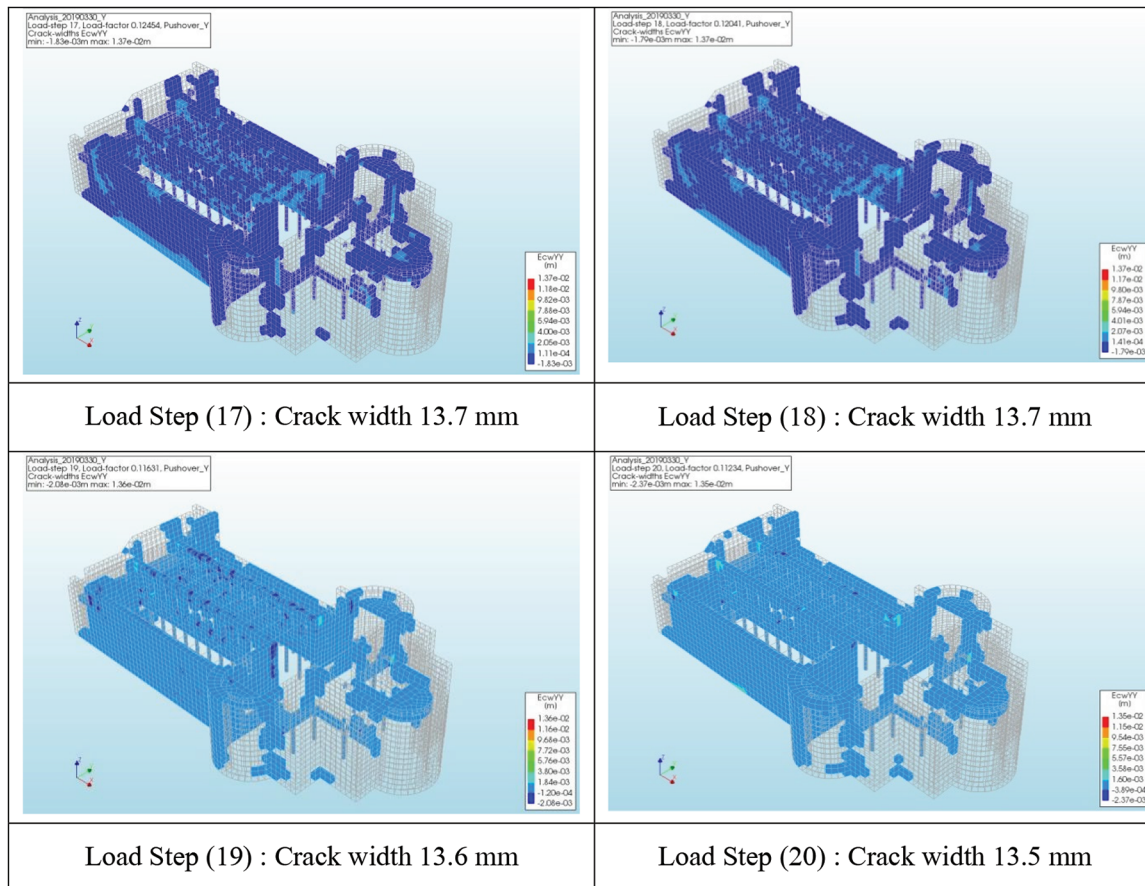 Analysis_20190330_Y
Load-step 17, Load-factor 0.12454, Pushover_Y
Crack-widths EcwYY
min: -1.83e-03m max: 1.37e-02m
EcwYY
(m)
1.37e-02
1.18e-02
9.82e-03
7.88e-03
5.94e-03
4.00e-03
2.05e-03
1.11e-04
-1.83e-03
Z
Y
X
Analysis_20190330_Y
Load-step 18, Load-factor 0.12041, Pushover_Y
Crack-widths EcwYY
min: -1.79e-03m max: 1.37e-02m
EcwYY
(m)
1.37e-02
1.17e-02
9.80e-03
7.87e-03
5.94e-03
4.01e-03
2.07e-03
1.41e-04
-1.79e-03
Z
Y
X
Load Step (17) : Crack width 13.7 mm
Load Step (18) : Crack width 13.7 mm
Analysis_20190330_Y
Load-step 19, Load-factor 0.11631, Pushover_Y
Crack-widths EcwYY
min: -2.08e-03m max: 1.36e-02m
EcwYY
(m)
1.36e-02
1.16e-02
9.68e-03
7.72e-03
5.76e-03
3.80e-03
1.84e-03
-1.20e-04
-2.08e-03
Z
Y
X
Analysis_20190330_Y
Load-step 20, Load-factor 0.11234, Pushover_Y
Crack-widths EcwYY
min: -2.37e-03m max: 1.35e-02m
EcwYY
(m)
1.35e-02
1.15e-02
9.54e-03
7.55e-03
5.57e-03
3.58e-03
1.60e-03
-3.89e-04
-2.37e-03
Z
Y
X
Load Step (19) : Crack width 13.6 mm
Load Step (20) : Crack width 13.5 mm